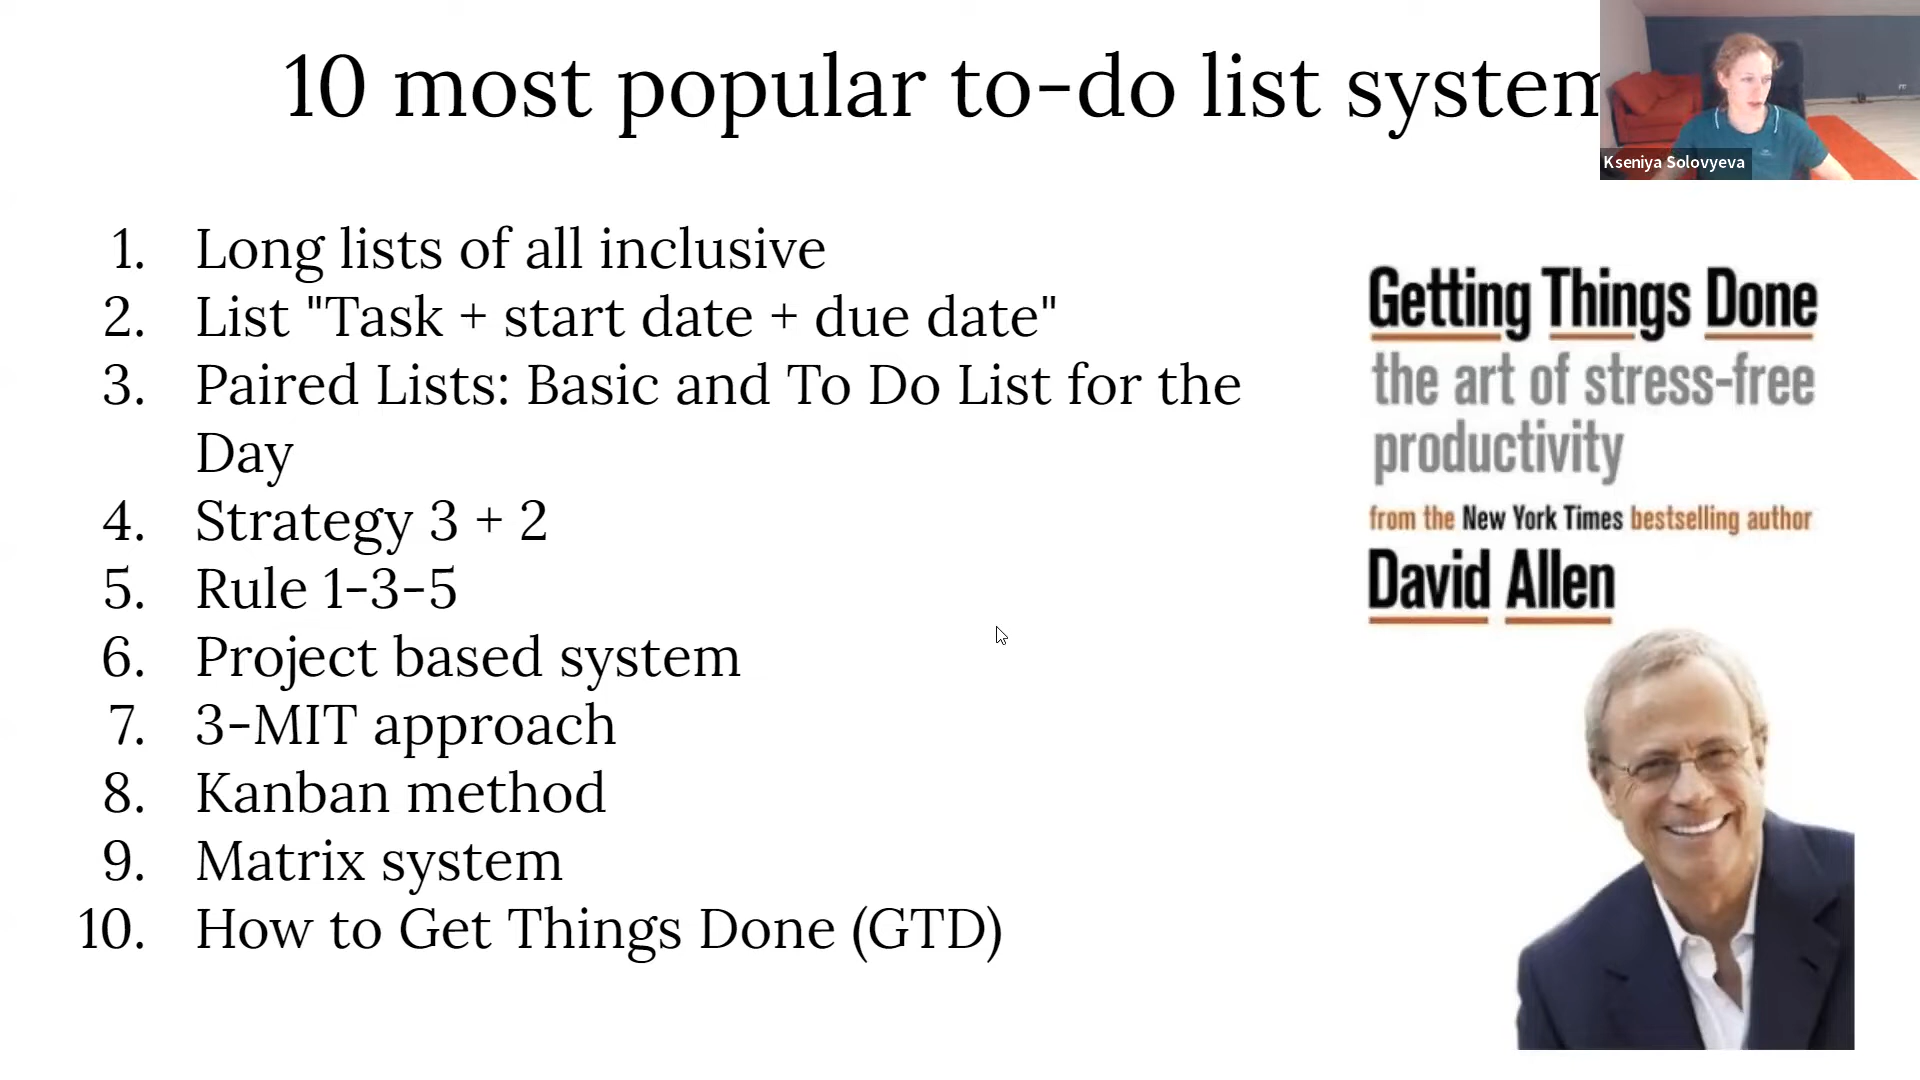 10 most popular to-do list system
Kseniya Solovyeva
1. Long lists of all inclusive
2. List "Task + start date + due date"
3. Paired Lists: Basic and To Do List for the
Day
4. Strategy 3 + 2
5. Rule 1-3-5
6. Project based system
7. 3-MIT approach
8. Kanban method
9. Matrix system
10. How to Get Things Done (GTD)
Getting Things Done
the art of stress-free
productivity
from the New York Times bestselling author
David Allen